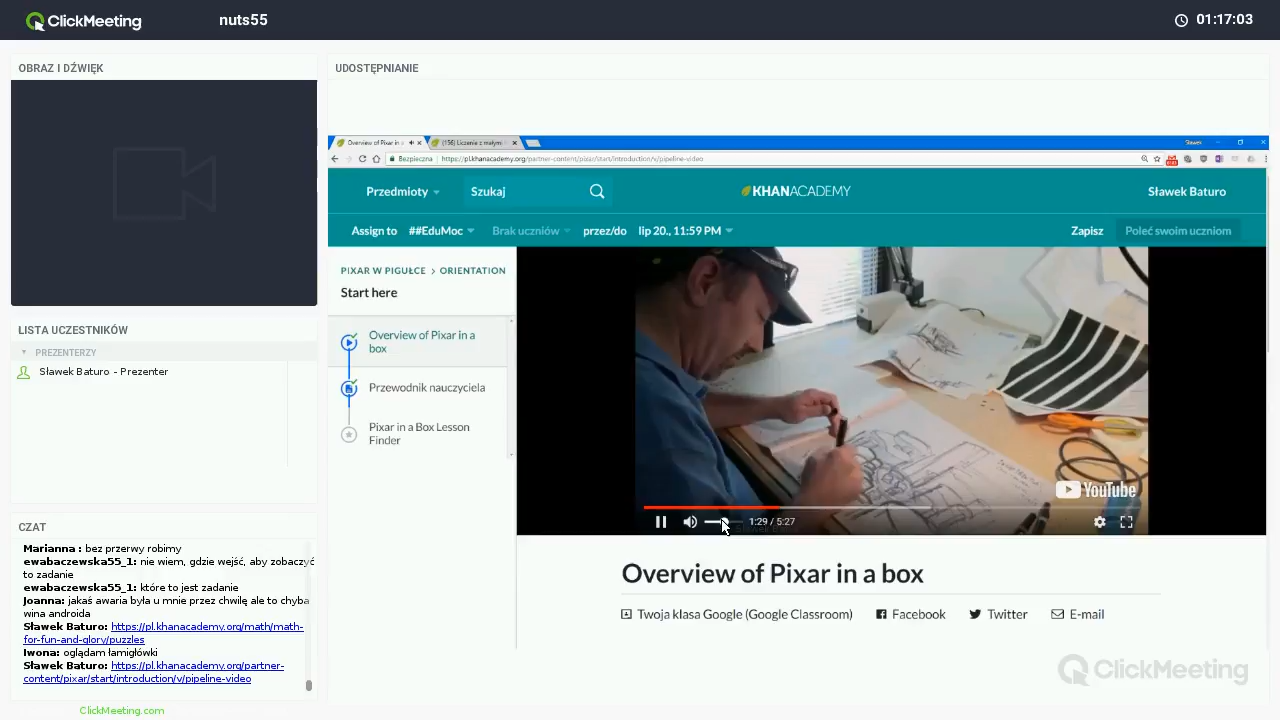 ClickMeeting
nuts55
01:17:03
OBRAZ I DŹWIĘK
UDOSTĘPNIANIE
LISTA UCZESTNIKÓW
PREZENTERZY
Sławek Baturo - Prezenter
CZAT
Marianna : bez przerwy robimy
ewabaczewska55_1: nie wiem, gdzie wejść, aby zobaczyć
to zadanie
ewabaczewska55_1: które to jest zadanie
Joanna: jakaś awaria była u mnie przez chwilę ale to chyba
wina androida
Sławek Baturo: https://pl.khanacademy.org/math/math-
for-fun-and-glory/puzzles
Iwona: oglądam łamigłówki
Sławek Baturo: https://pl.khanacademy.org/partner-
content/pixar/start/introduction/v/pipeline-video
ClickMeeting.com
Overview of Pixar in a
(156) Liczenie z małym
Sławek
Bezpieczna
https://pl.khanacademy.org/partner-content/pixar/start/introduction/v/pipeline-video
Przedmioty
Szukaj
KHANACADEMY
Sławek Baturo
Assign to
##EduMoc
Brak uczniów
przez/do
lip 20., 11:59 PM
Zapisz
Poleć swoim uczniom
PIXAR W PIGUŁCE > ORIENTATION
Start here
Overview of Pixar in a
box
Przewodnik nauczyciela
Pixar in a Box Lesson
Finder
YouTube
1:29 / 5:27
Overview of Pixar in a box
Twoja klasa Google (Google Classroom)
Facebook
Twitter
E-mail
ClickMeeting